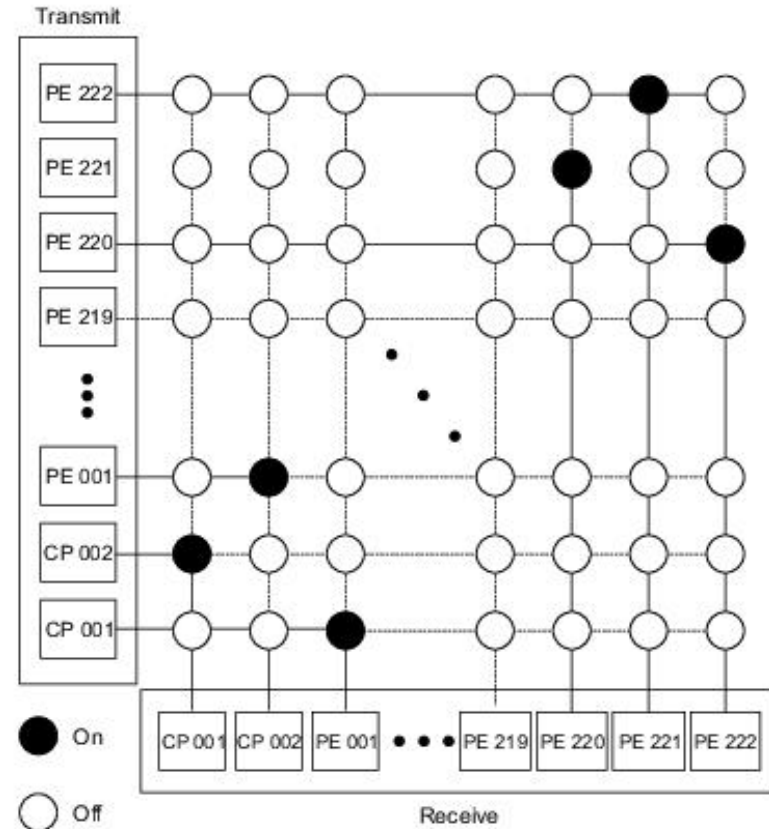 Transmit
PE 222
PE 221
PE 220
PE 219
PE 001
CP 002
CP 001
CP 001 CP 002 PE 001 PE 219 PE 220 PE 221 PE 222
On
Off
Receive